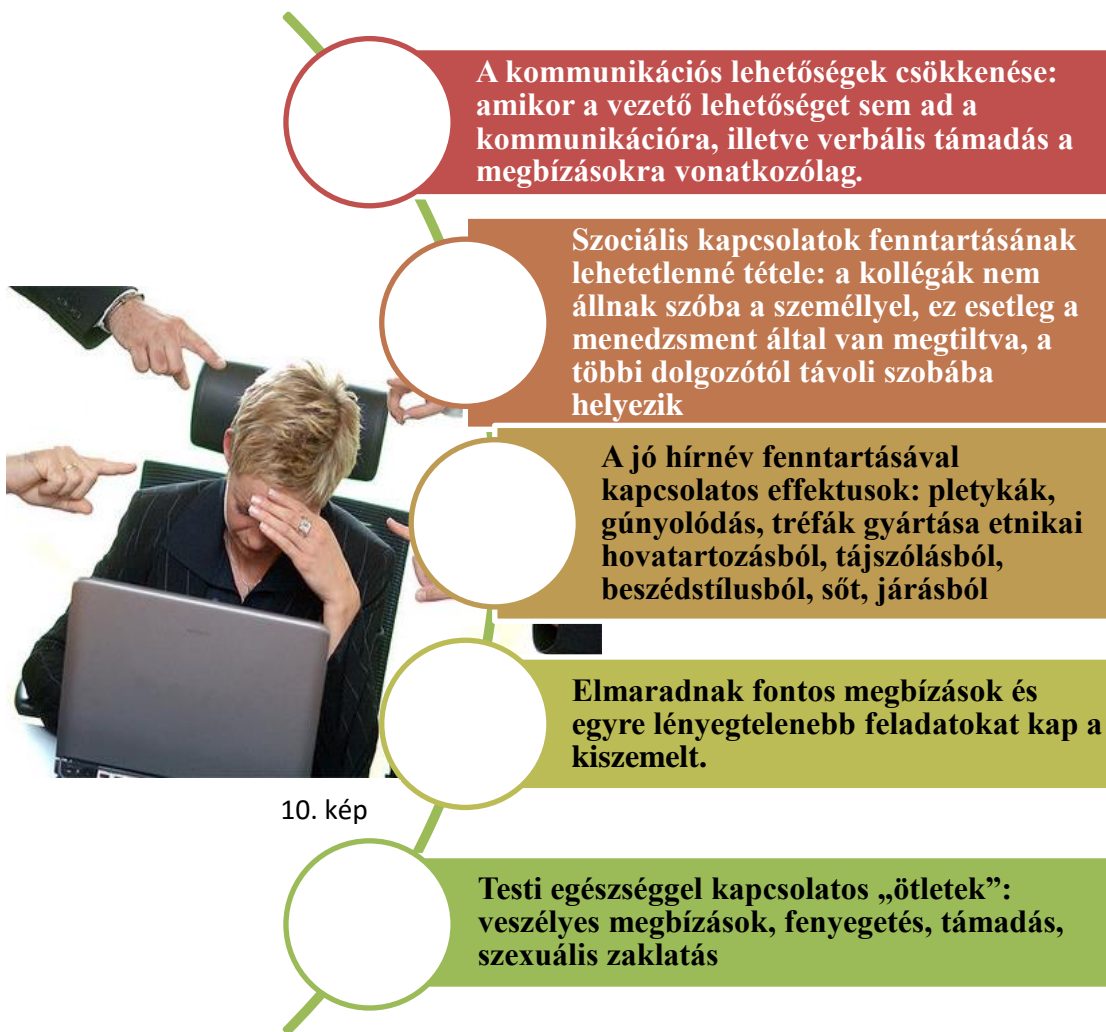 A kommunikációs lehetőségek csökkenése:
amikor a vezető lehetőséget sem ad a
kommunikációra, illetve verbális támadás a
megbízásokra vonatkozólag.
Szociális kapcsolatok fenntartásának
lehetetlenné tétele: a kollégák nem
állnak szóba a személlyel, ez esetleg a
menedzsment által van megtiltva, a
többi dolgozótól távoli szobába
helyezik
A jó hírnév fenntartásával
kapcsolatos effektusok: pletykák,
gúnyolódás, tréfák gyártása etnikai
hovatartozásból, tájszólásból,
beszédstílusból, sőt, járásból
Elmaradnak fontos megbízások és
egyre lényegtelenebb feladatokat kap a
kiszemelt.
10. kép
Testi egészséggel kapcsolatos „ötletek”:
veszélyes megbízások, fenyegetés, támadás,
szexuális zaklatás